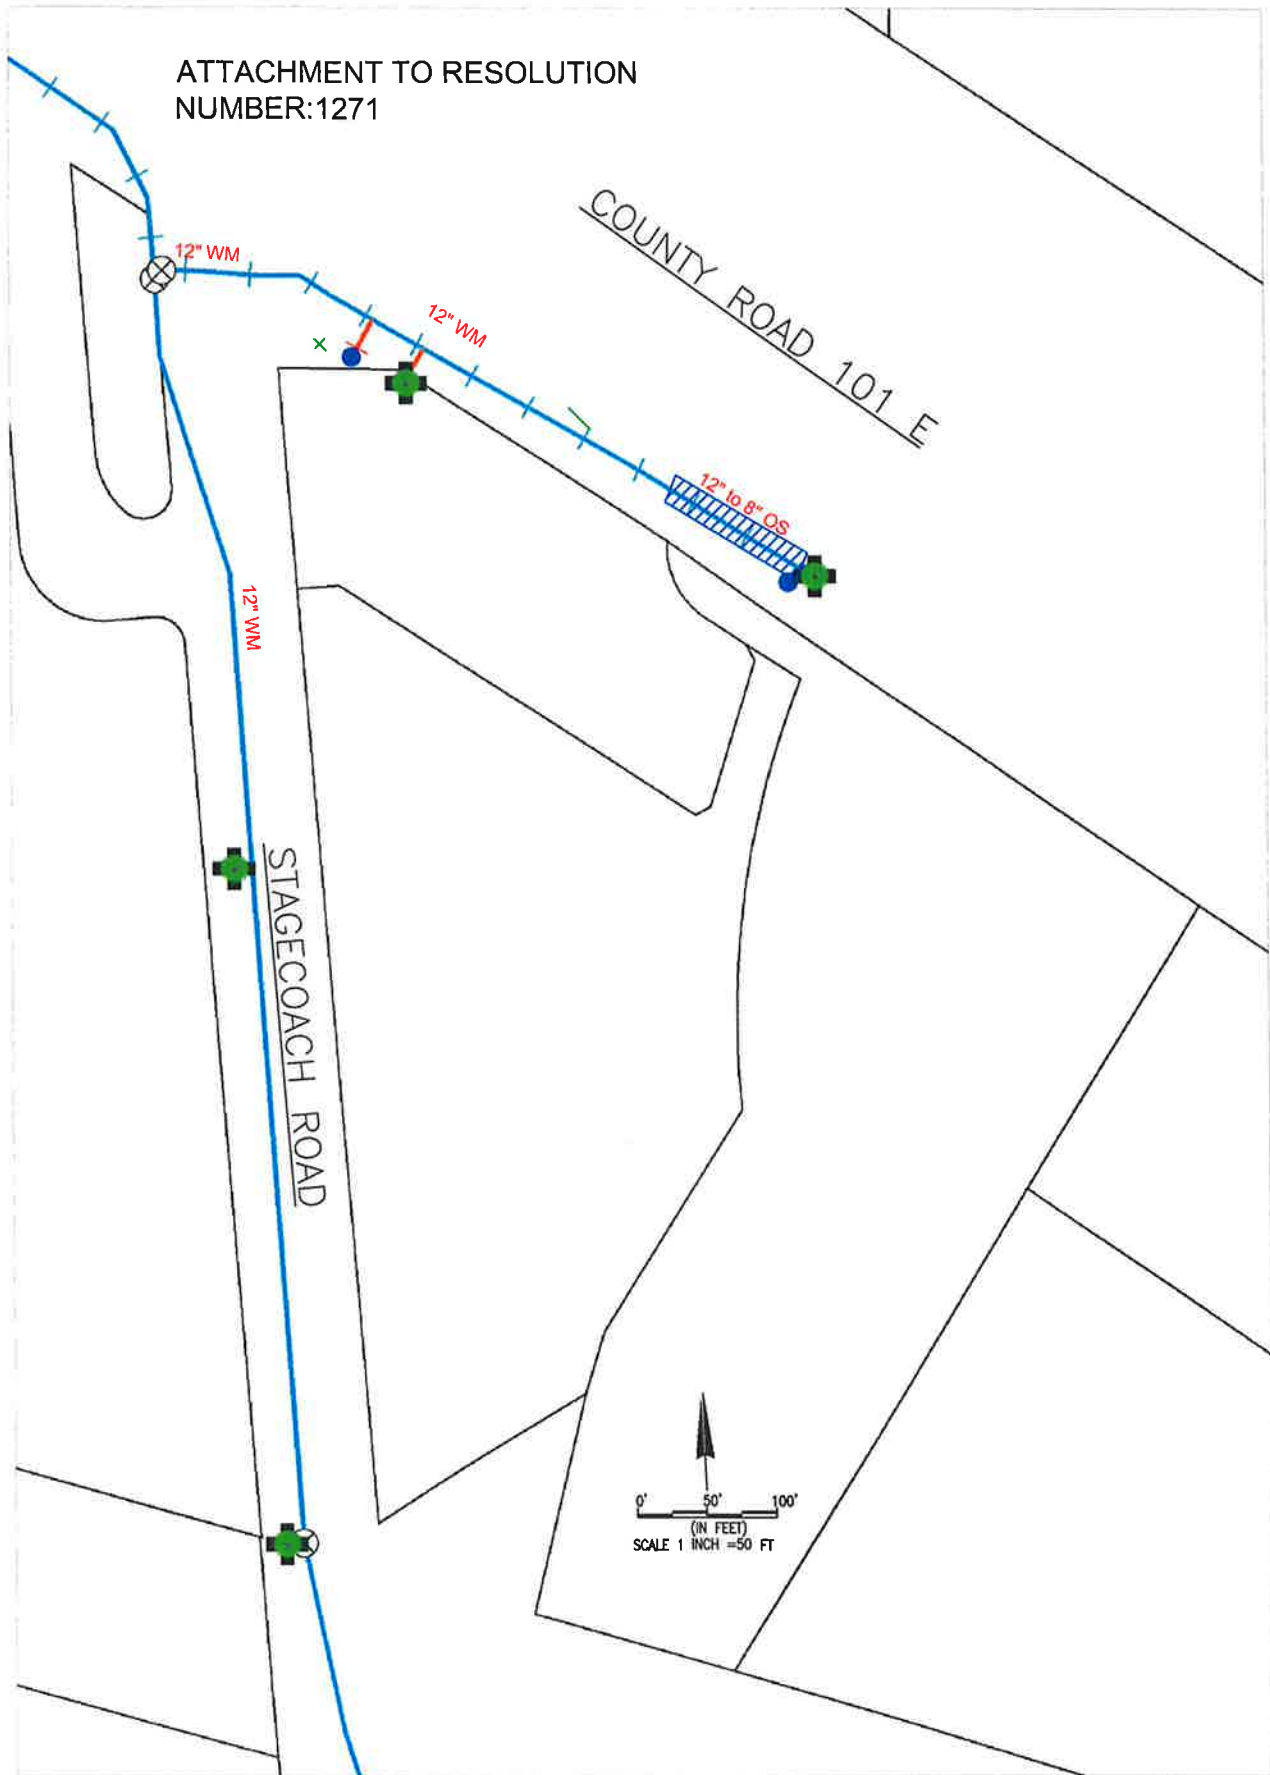 ATTACHMENT TO RESOLUTION
NUMBER:1271
COUNTY ROAD 101 E
12" WM
12" WM
12" to 8" OS
12" WM
STAGECOACH ROAD
0' 50' 100'
(IN FEET)
SCALE 1 INCH =50 FT